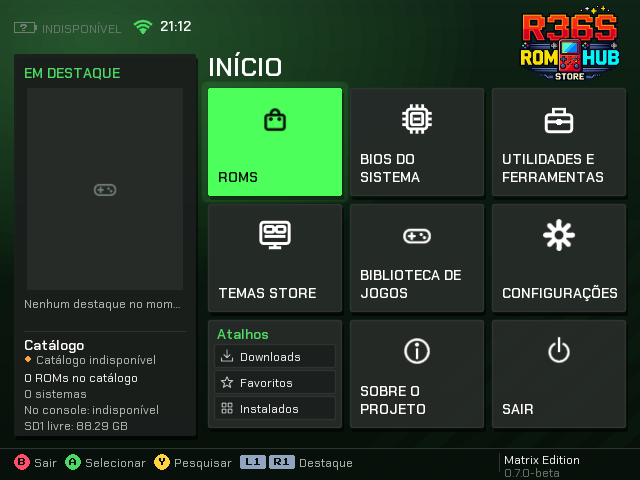 INDISPONÍVEL 21:12
R36S
ROM HUB
STORE
EM DESTAQUE
Nenhum destaque no mom...
Catálogo
Catálogo indisponível
0 ROMs no catálogo
0 sistemas
No console: indisponível
SD1 livre: 88.29 GB
INÍCIO
ROMS
BIOS DO
SISTEMA
UTILIDADES E
FERRAMENTAS
TEMAS STORE
BIBLIOTECA DE
JOGOS
CONFIGURAÇÕES
Atalhos
Downloads
Favoritos
Instalados
SOBRE O
PROJETO
SAIR
B Sair A Selecionar Y Pesquisar L1 R1 Destaque
Matrix Edition
0.7.0-beta